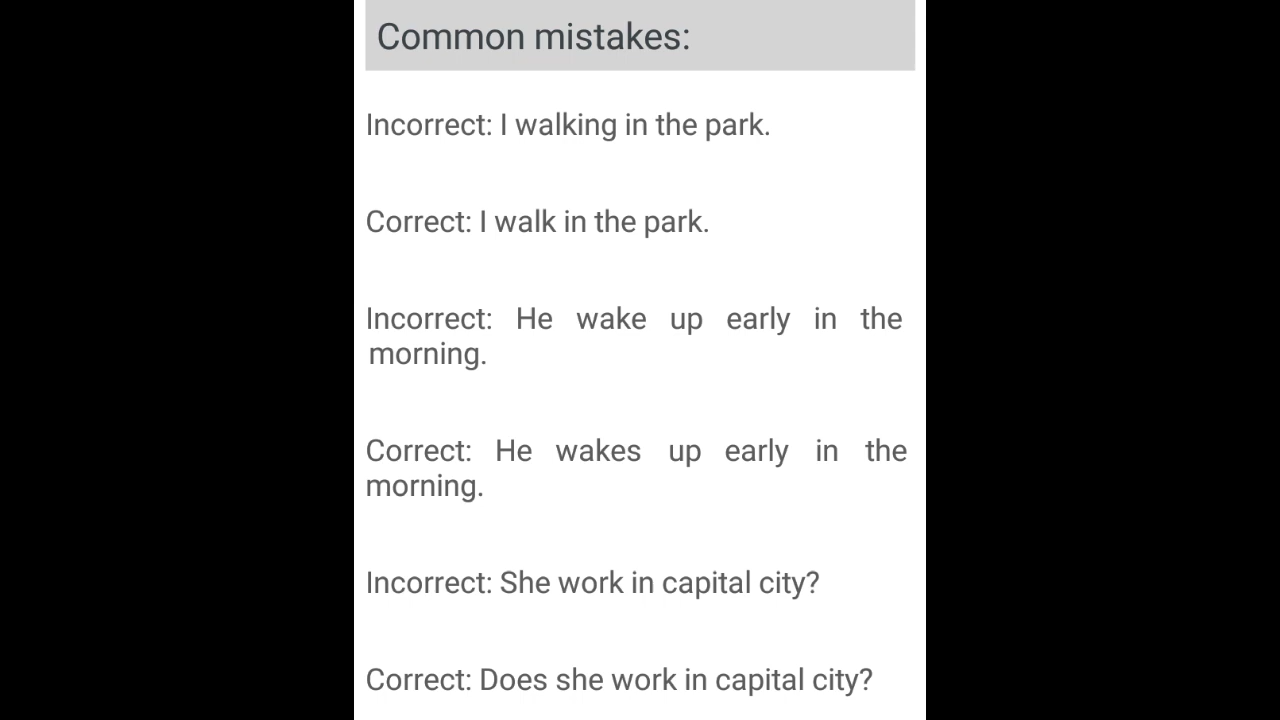 Common mistakes:
Incorrect: I walking in the park.
Correct: I walk in the park.
Incorrect: He wake up early in the
morning.
Correct: He wakes up early in the
morning.
Incorrect: She work in capital city?
Correct: Does she work in capital city?